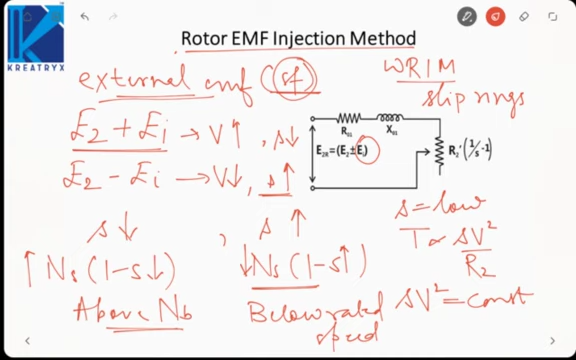 KREATRYX
Rotor EMF Injection Method
external emf (sf)
E2 + Ei → V↑, s↓
E2 - Ei → V↓, s↑
s↓, s↑
↑Ns(1-s↓)
↓Ns(1-s↑)
Above Nb
Below rated speed
WRIM
slip rings
R01
X01
E2R=(E2±Ei)
R2'(1/s-1)
s=low
T ∝ sV²/R2
sV²=const